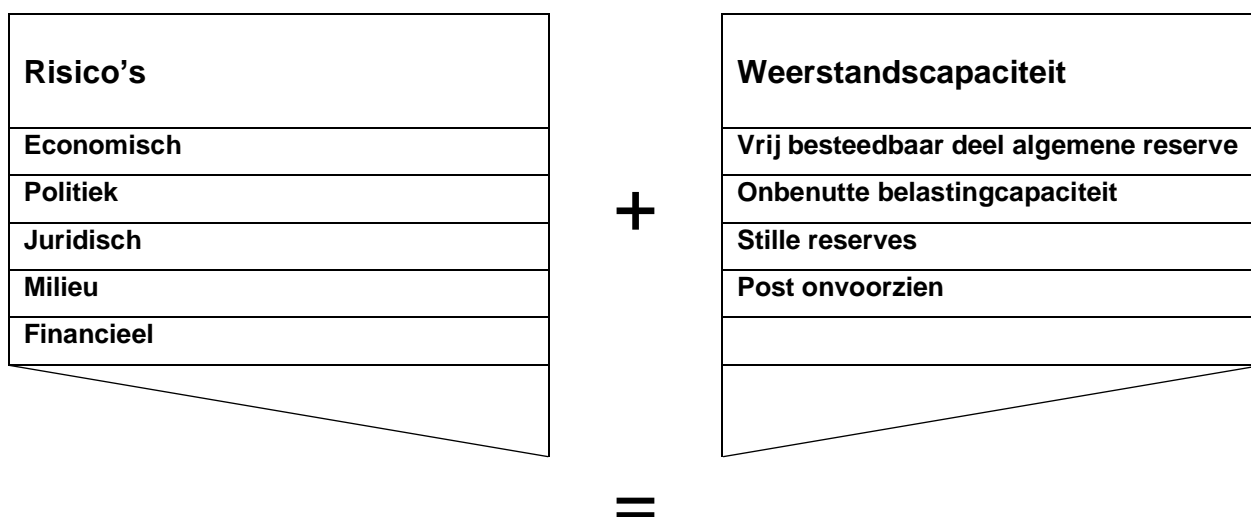 Risico's
Economisch
Politiek
Juridisch
Milieu
Financieel
+
Weerstandscapaciteit
Vrij besteedbaar deel algemene reserve
Onbenutte belastingcapaciteit
Stille reserves
Post onvoorzien
=